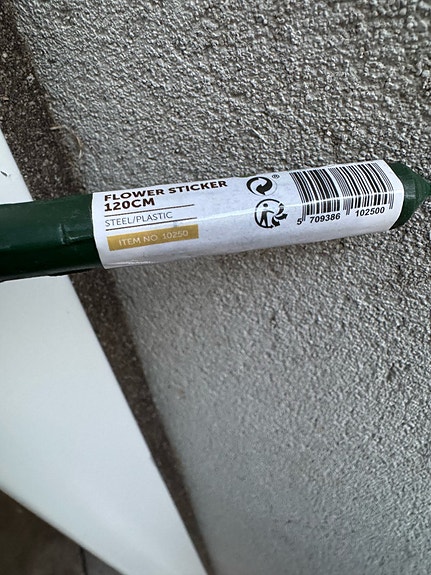 FLOWER STICKER
120CM
STEEL/PLASTIC
ITEM NO. 10250
®
5 709386 102500